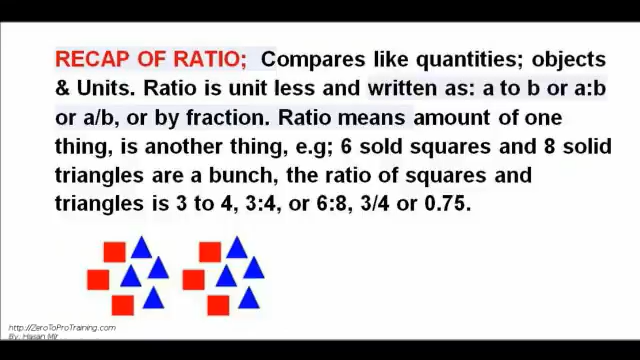 RECAP OF RATIO; Compares like quantities; objects
& Units. Ratio is unit less and written as: a to b or a:b
or a/b, or by fraction. Ratio means amount of one
thing, is another thing, e.g; 6 sold squares and 8 solid
triangles are a bunch, the ratio of squares and
triangles is 3 to 4, 3:4, or 6:8, 3/4 or 0.75.
http://ZeroToProTraining.com
By: Hasan Mir